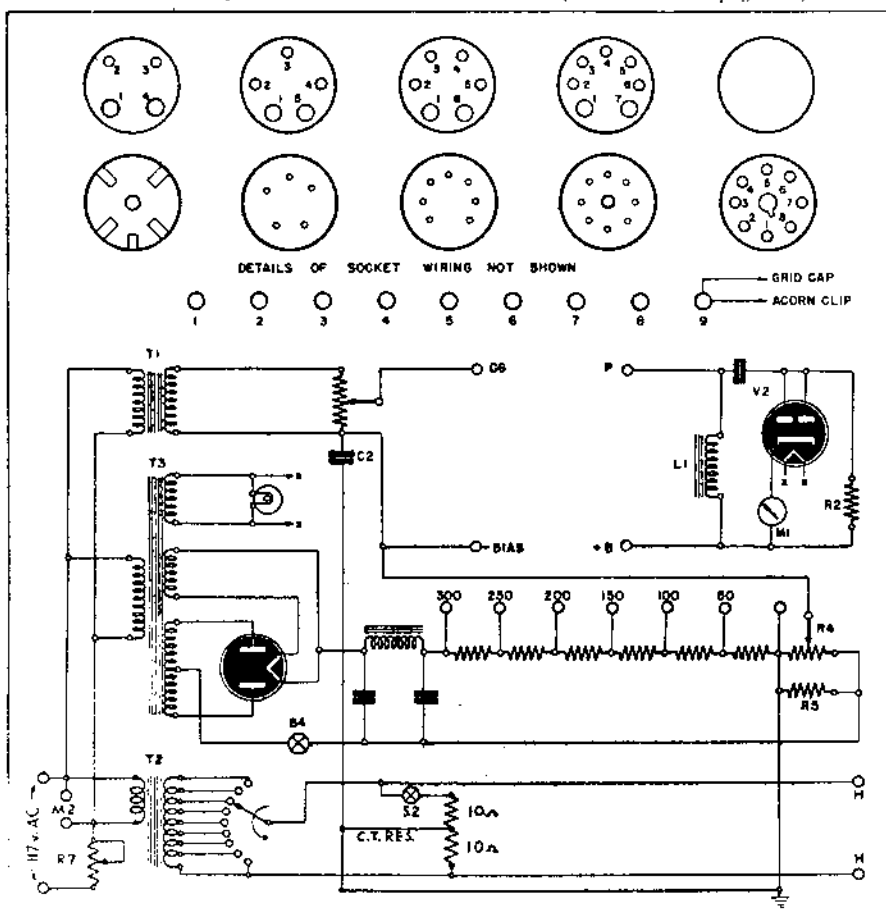 2 3
1 4
3
2 4
1 5
3 4
2 5
1 6
4
3 5
2 6
1 7
5
4 6
3 7
2 8
1
DETAILS OF SOCKET WIRING NOT SHOWN
GRID CAP
ACORN CLIP
1 2 3 4 5 6 7 8 9
T1
CG
P
V2
C2
L1
T3
X
X
X X
R2
M1
-BIAS
+B
300 250 200 150 100 60
R4
R5
B4
T2
117 v. AC
M2
R7
S2
10Ω
C.T. RES.
10Ω
H
H